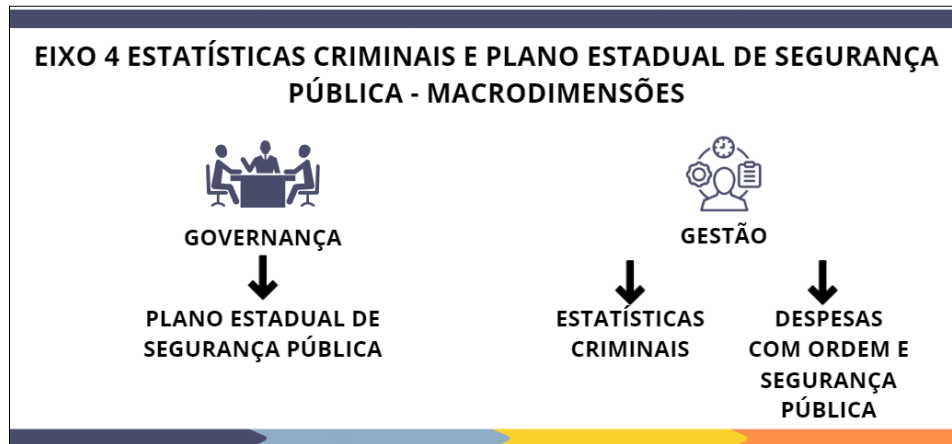 EIXO 4 ESTATÍSTICAS CRIMINAIS E PLANO ESTADUAL DE SEGURANÇA
PÚBLICA - MACRODIMENSÕES
GOVERNANÇA
PLANO ESTADUAL DE
SEGURANÇA PÚBLICA
GESTÃO
ESTATÍSTICAS
CRIMINAIS
DESPESAS
COM ORDEM E
SEGURANÇA
PÚBLICA